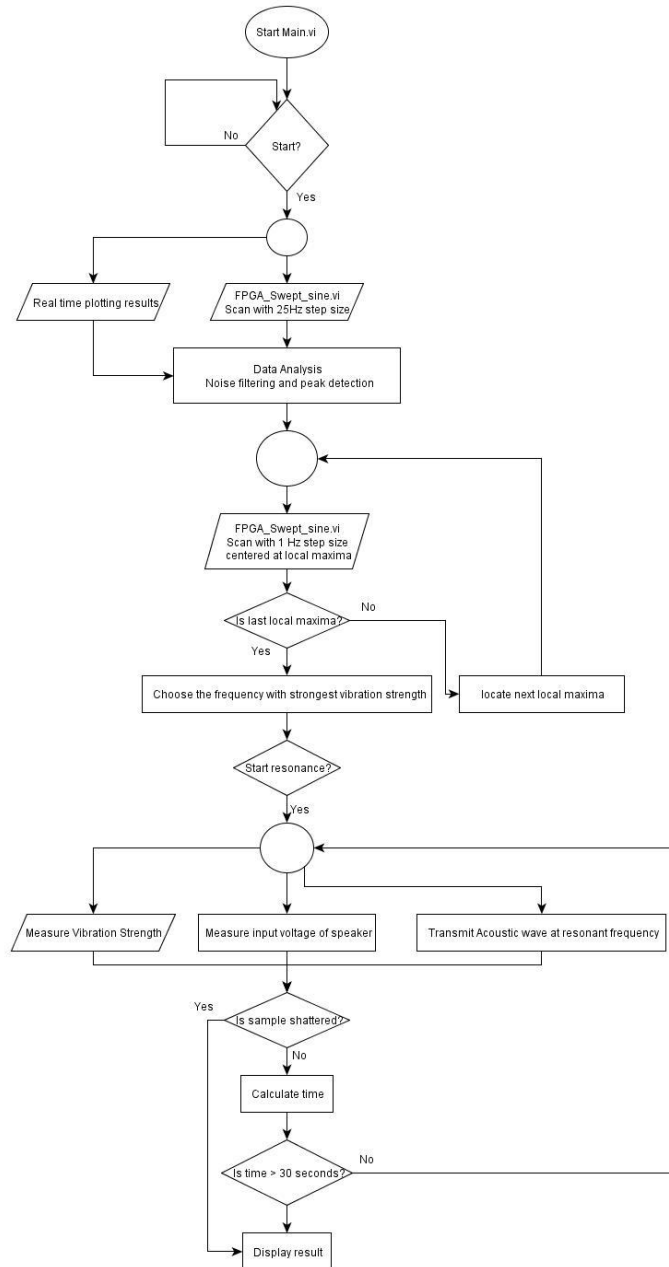 Start Main.vi
No
Start?
Yes
Real time plotting results
FPGA_Swept_sine.vi
Scan with 25Hz step size
Data Analysis
Noise filtering and peak detection
FPGA_Swept_sine.vi
Scan with 1 Hz step size
centered at local maxima
Is last local maxima?
No
Yes
Choose the frequency with strongest vibration strength
locate next local maxima
Start resonance?
Yes
Measure Vibration Strength
Measure input voltage of speaker
Transmit Acoustic wave at resonant frequency
Yes
Is sample shattered?
No
Calculate time
Is time > 30 seconds?
No
Yes
Display result